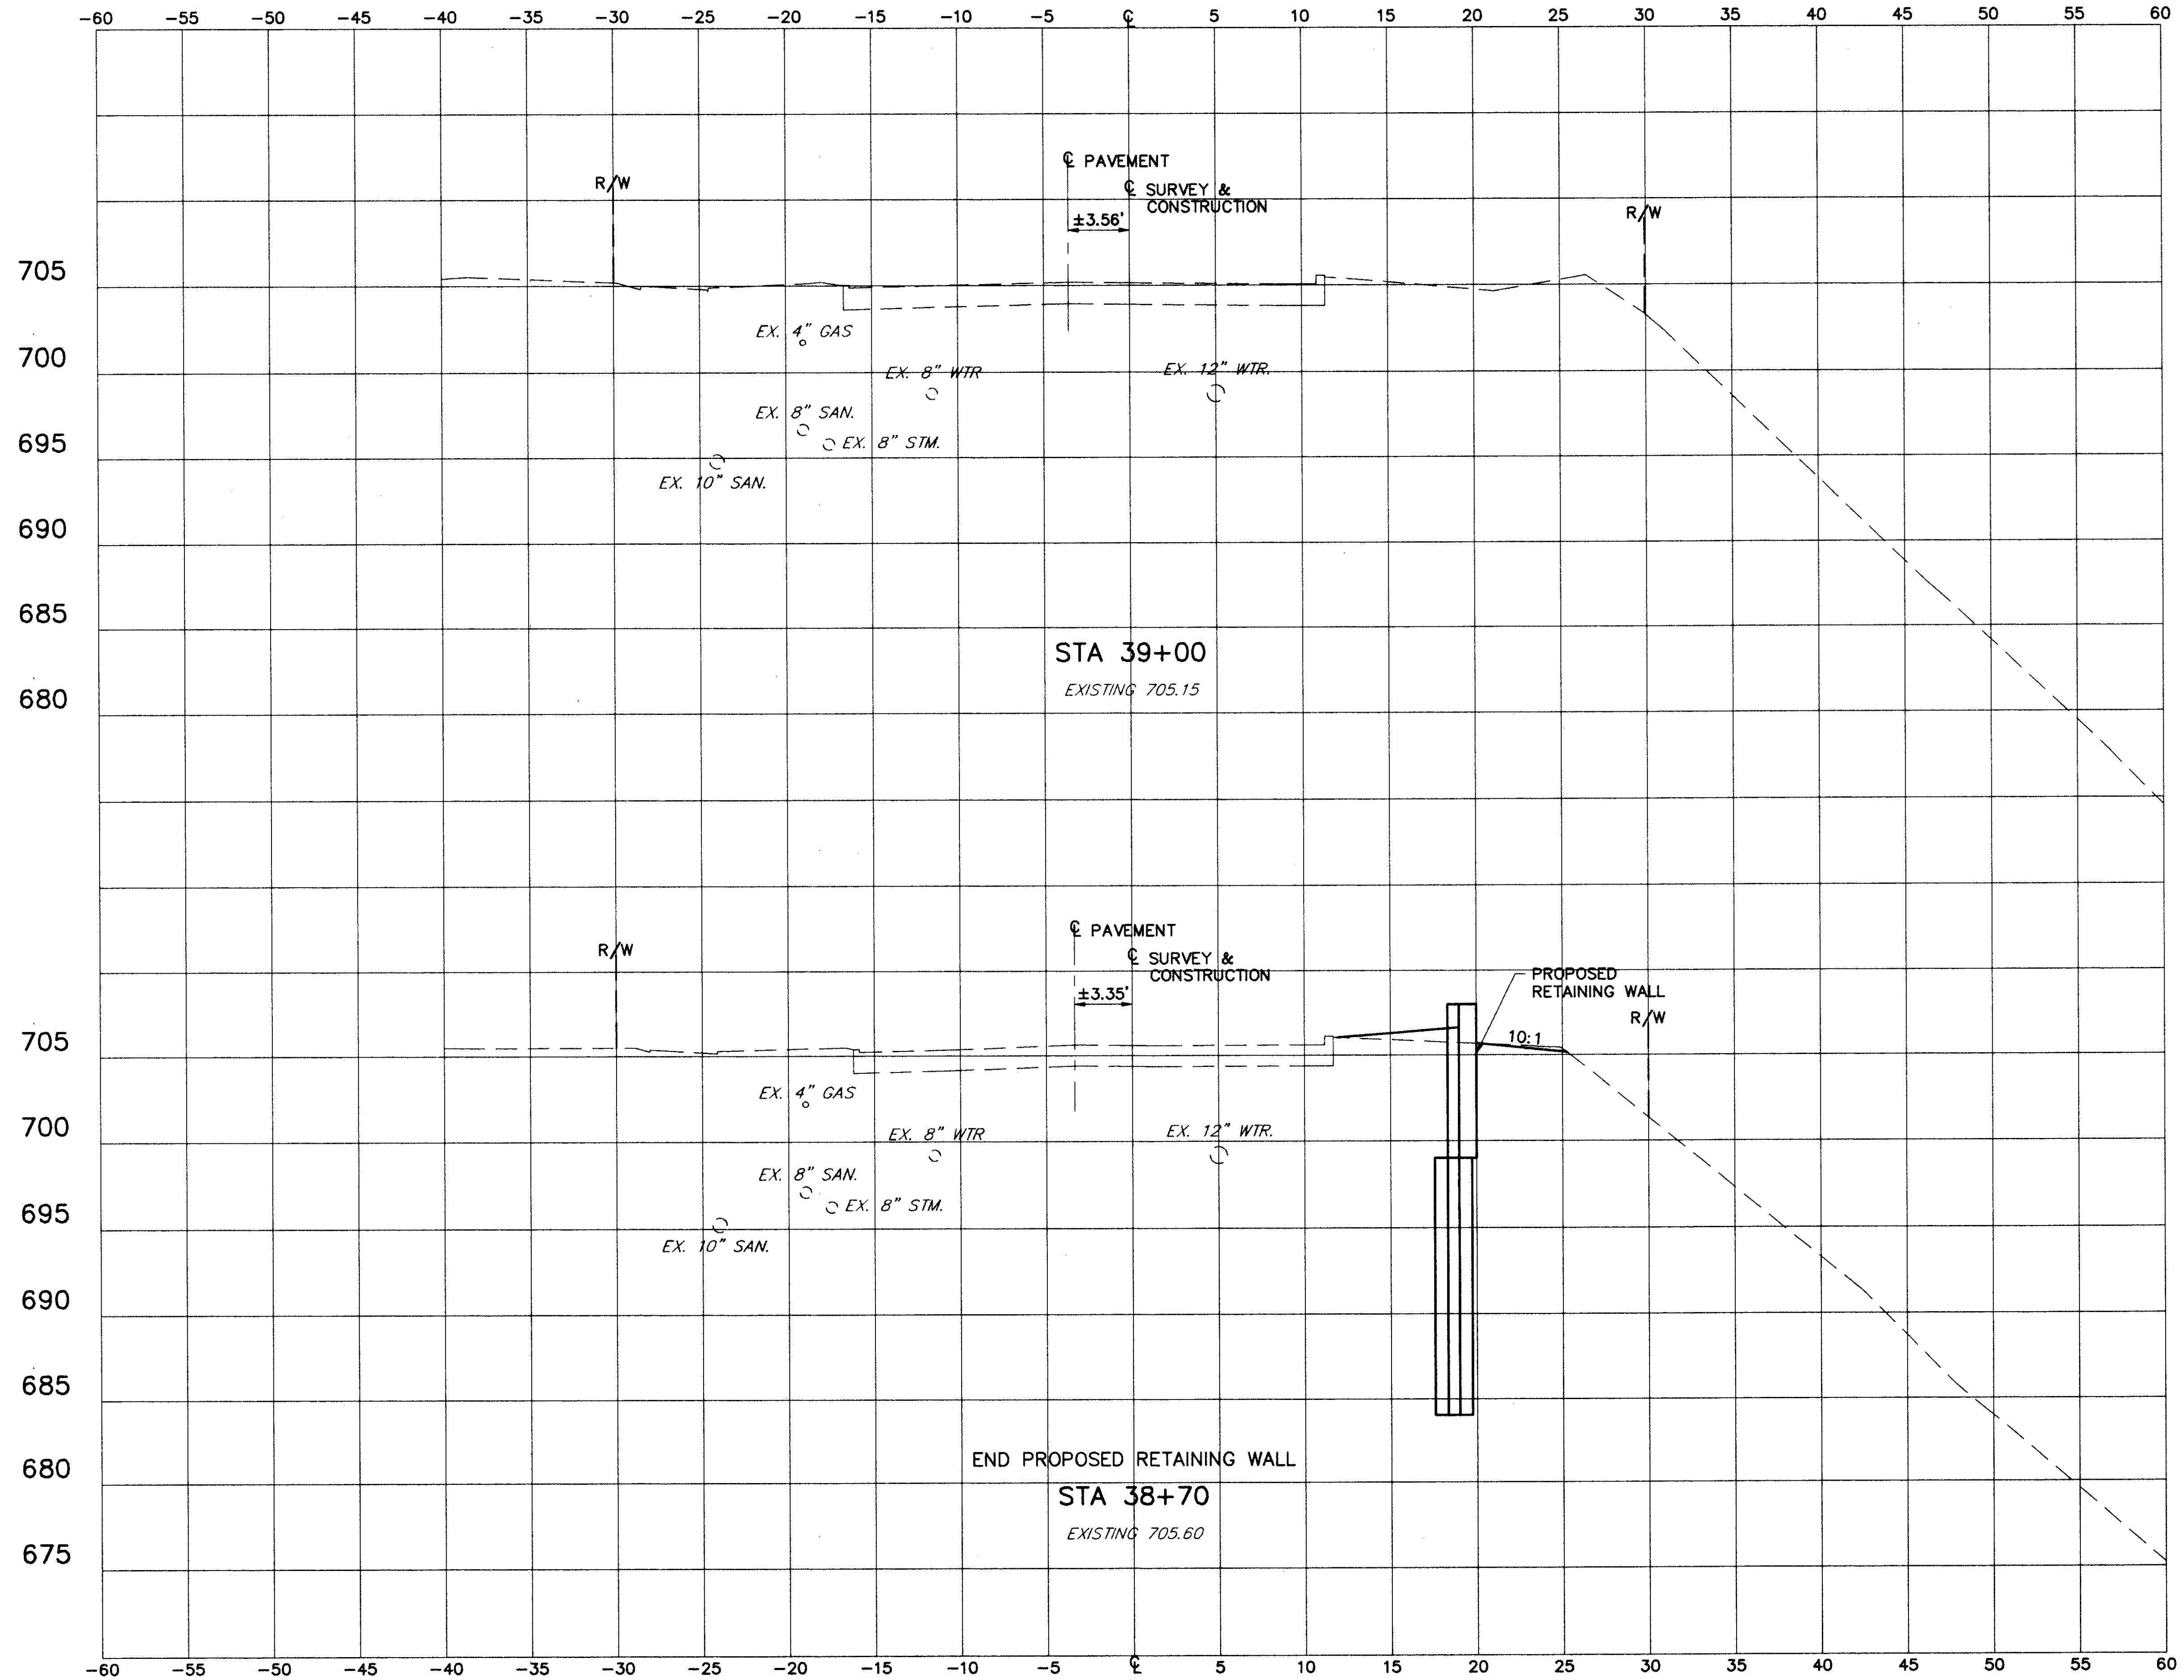 -60 -55 -50 -45 -40 -35 -30 -25 -20 -15 -10 -5 ℄ 5 10 15 20 25 30 35 40 45 50 55 60
℄ PAVEMENT
R/W
℄ SURVEY &
CONSTRUCTION
R/W
±3.56'
705
EX. 4" GAS
700
EX. 8" WTR
EX. 12" WTR.
EX. 8" SAN.
695
EX. 8" STM.
EX. 10" SAN.
690
685
STA 39+00
EXISTING 705.15
680
℄ PAVEMENT
R/W
℄ SURVEY &
CONSTRUCTION
PROPOSED
RETAINING WALL
±3.35'
R/W
705
10:1
EX. 4" GAS
700
EX. 8" WTR
EX. 12" WTR.
EX. 8" SAN.
695
EX. 8" STM.
EX. 10" SAN.
690
685
END PROPOSED RETAINING WALL
680
STA 38+70
EXISTING 705.60
675
-60 -55 -50 -45 -40 -35 -30 -25 -20 -15 -10 -5 ℄ 5 10 15 20 25 30 35 40 45 50 55 60